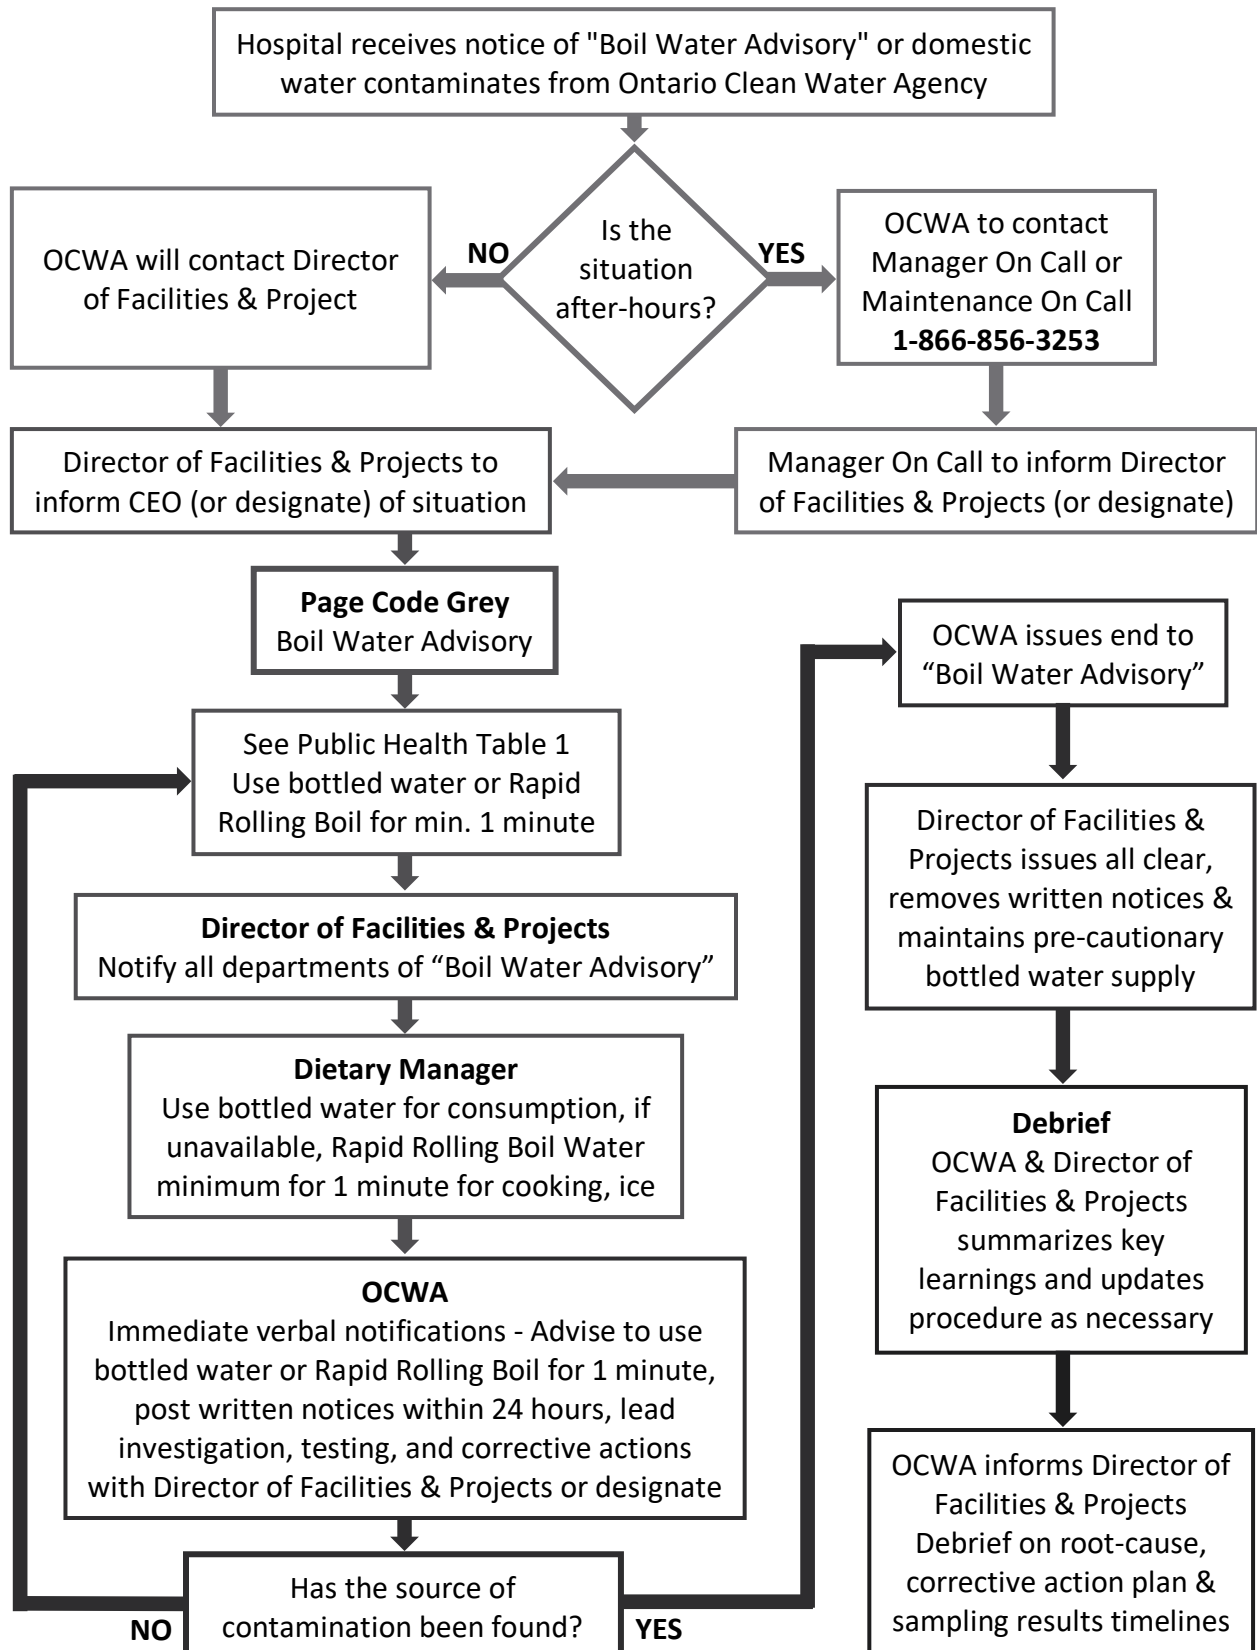 Hospital receives notice of "Boil Water Advisory" or domestic
water contaminates from Ontario Clean Water Agency
Is the
situation
after-hours?
NO
YES
OCWA will contact Director
of Facilities & Project
OCWA to contact
Manager On Call or
Maintenance On Call
1-866-856-3253
Director of Facilities & Projects to
inform CEO (or designate) of situation
Manager On Call to inform Director
of Facilities & Projects (or designate)
Page Code Grey
Boil Water Advisory
See Public Health Table 1
Use bottled water or Rapid
Rolling Boil for min. 1 minute
Director of Facilities & Projects
Notify all departments of “Boil Water Advisory”
Dietary Manager
Use bottled water for consumption, if
unavailable, Rapid Rolling Boil Water
minimum for 1 minute for cooking, ice
OCWA
Immediate verbal notifications - Advise to use
bottled water or Rapid Rolling Boil for 1 minute,
post written notices within 24 hours, lead
investigation, testing, and corrective actions
with Director of Facilities & Projects or designate
Has the source of
contamination been found?
NO
YES
OCWA issues end to
“Boil Water Advisory”
Director of Facilities &
Projects issues all clear,
removes written notices &
maintains pre-cautionary
bottled water supply
Debrief
OCWA & Director of
Facilities & Projects
summarizes key
learnings and updates
procedure as necessary
OCWA informs Director of
Facilities & Projects
Debrief on root-cause,
corrective action plan &
sampling results timelines